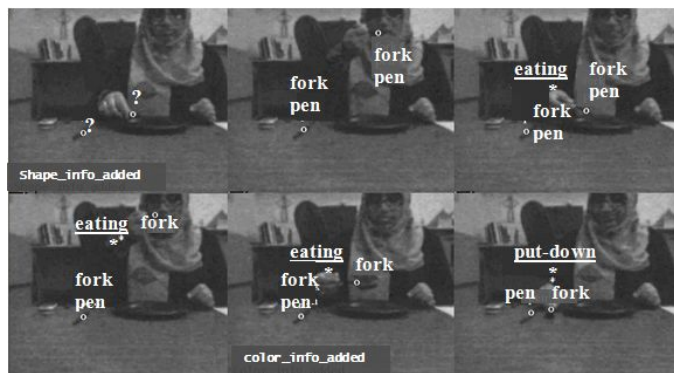 ?
?
fork
pen
fork
pen
eating
*
fork
pen
fork
pen
Shape_info_added
eating
**
fork
fork
pen
eating
*
fork
pen
fork
color_info_added
put-down
*
*
pen
fork